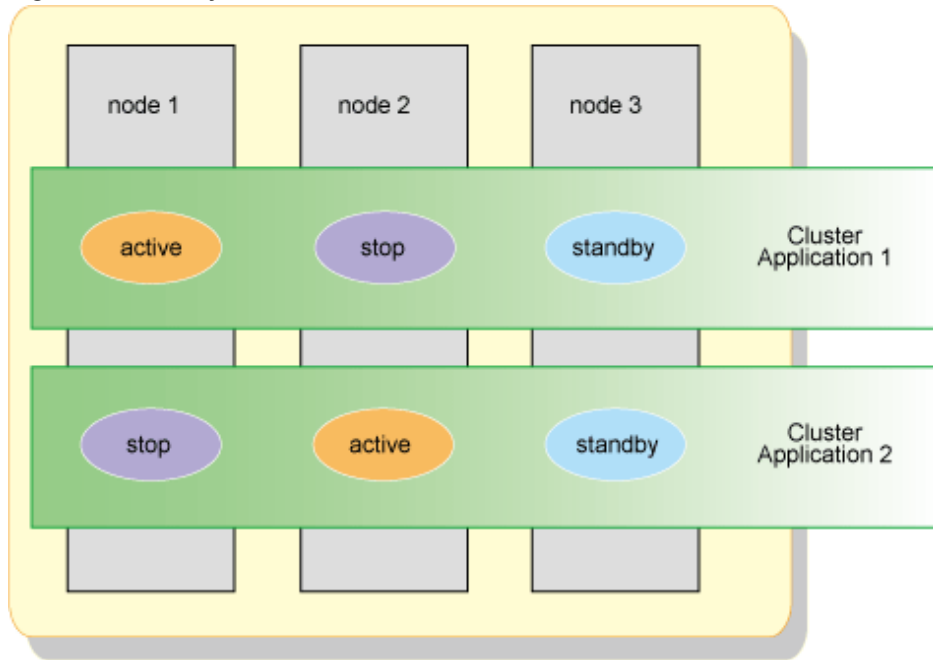 node 1
node 2
node 3
active
stop
standby
Cluster
Application 1
stop
active
standby
Cluster
Application 2